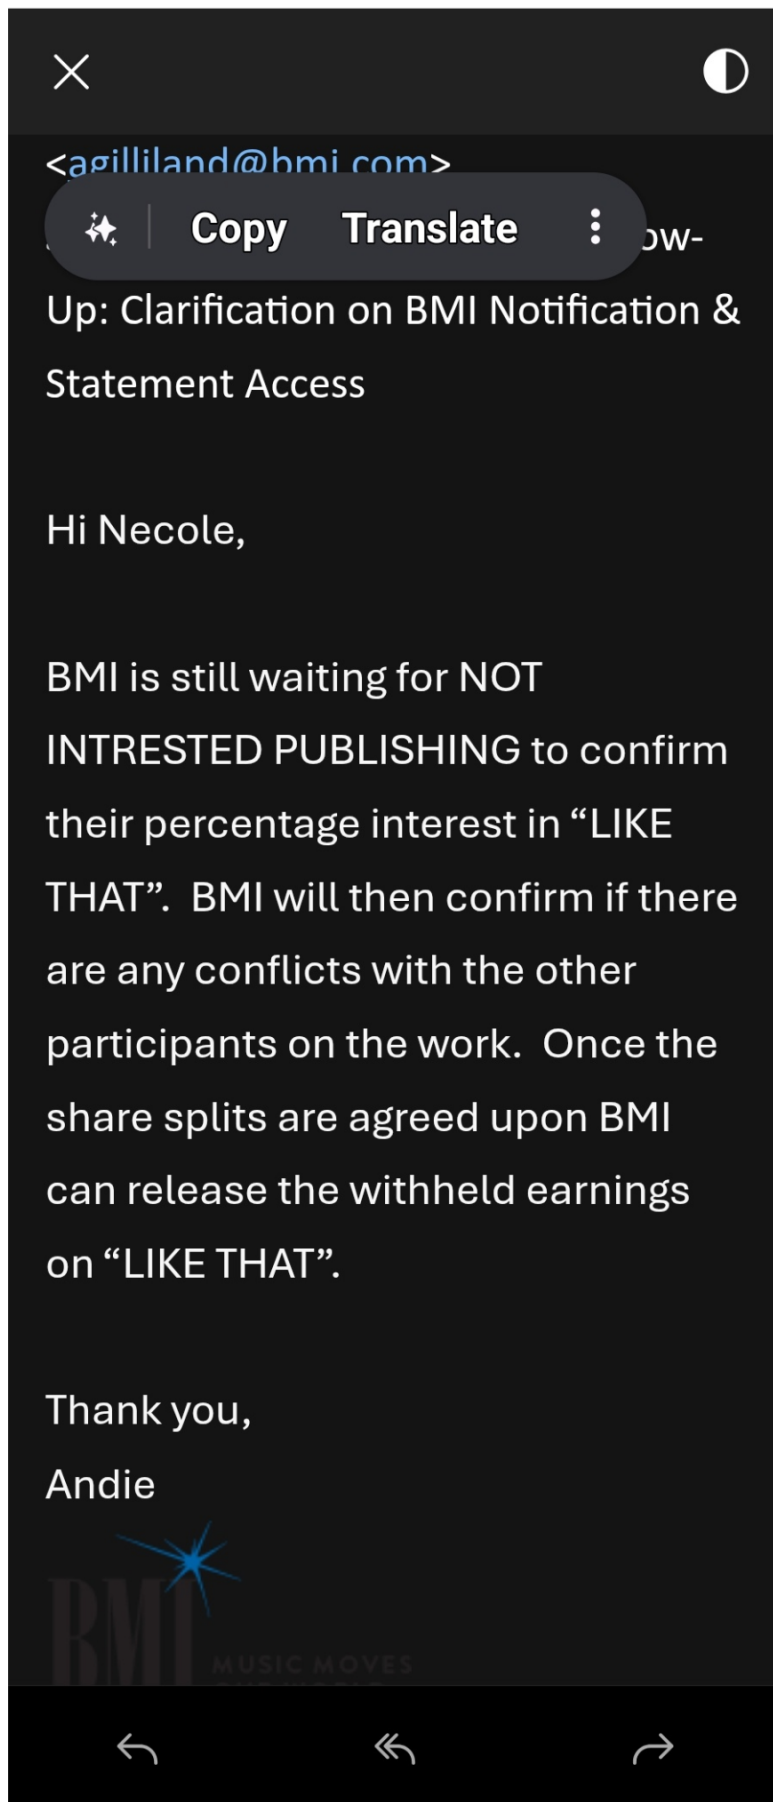 <agilliland@bmi.com>
Copy Translate
ow-
Up: Clarification on BMI Notification &
Statement Access
Hi Necole,
BMI is still waiting for NOT
INTRESTED PUBLISHING to confirm
their percentage interest in “LIKE
THAT”.  BMI will then confirm if there
are any conflicts with the other
participants on the work.  Once the
share splits are agreed upon BMI
can release the withheld earnings
on “LIKE THAT”.
Thank you,
Andie
BMI
MUSIC MOVES